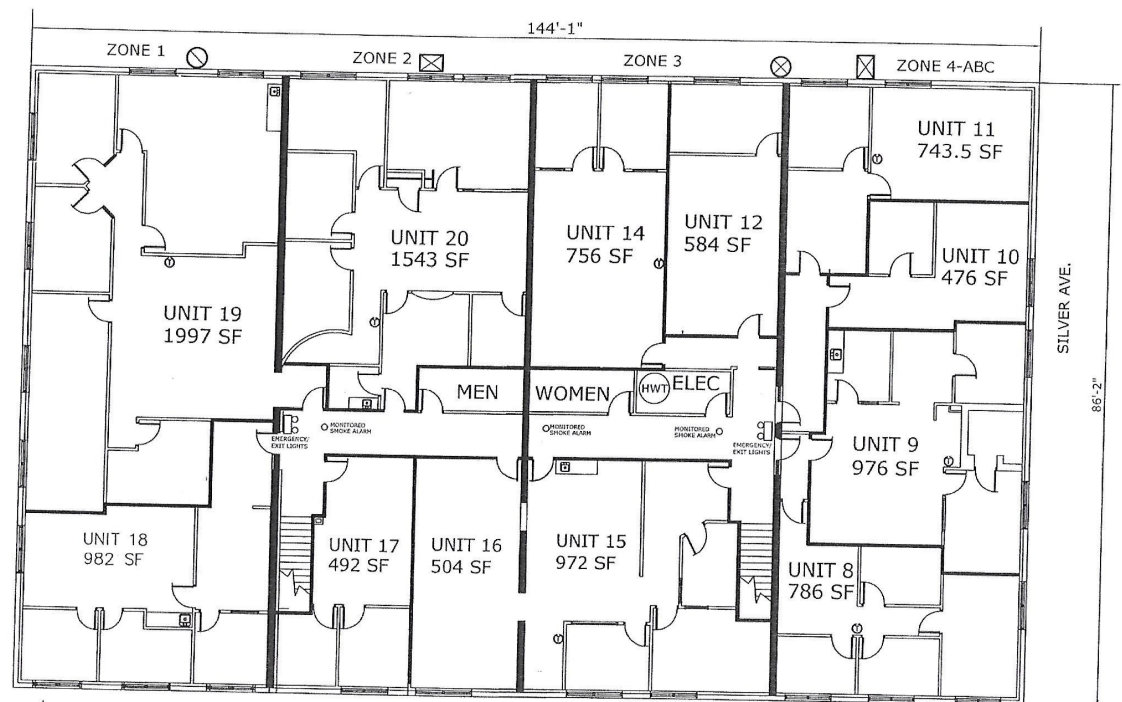 144'-1"
ZONE 1
ZONE 2
ZONE 3
ZONE 4-ABC
UNIT 11
743.5 SF
UNIT 12
584 SF
UNIT 14
756 SF
UNIT 20
1543 SF
UNIT 10
476 SF
SILVER AVE.
UNIT 19
1997 SF
MEN
WOMEN
HWT
ELEC
86'-2"
EMERGENCY/
EXIT LIGHTS
MONITORED
SMOKE ALARM
MONITORED
SMOKE ALARM
MONITORED
SMOKE ALARM
EMERGENCY/
EXIT LIGHTS
UNIT 9
976 SF
UNIT 18
982 SF
UNIT 17
492 SF
UNIT 16
504 SF
UNIT 15
972 SF
UNIT 8
786 SF